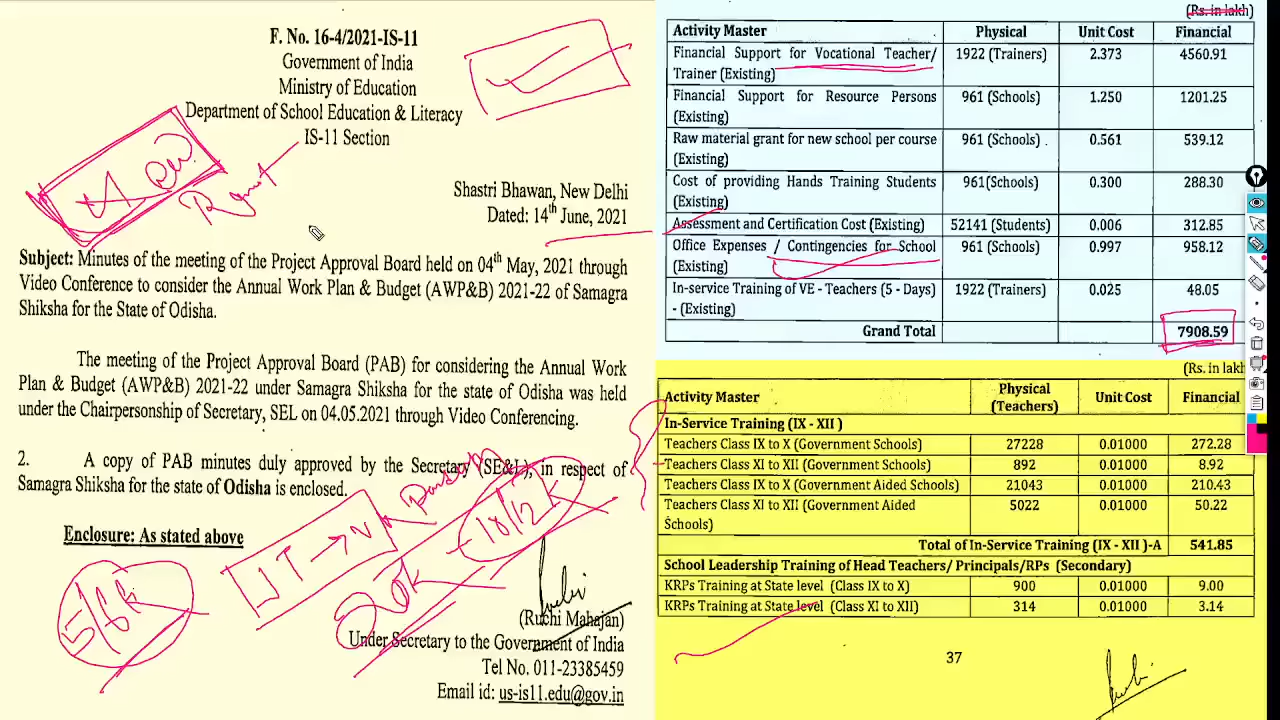 F. No. 16-4/2021-IS-11
Government of India
Ministry of Education
Department of School Education & Literacy
IS-11 Section
Shastri Bhawan, New Delhi
Dated: 14th June, 2021
Subject: Minutes of the meeting of the Project Approval Board held on 04th May, 2021 through
Video Conference to consider the Annual Work Plan & Budget (AWP&B) 2021-22 of Samagra
Shiksha for the State of Odisha.
The meeting of the Project Approval Board (PAB) for considering the Annual Work
Plan & Budget (AWP&B) 2021-22 under Samagra Shiksha for the state of Odisha was held
under the Chairpersonship of Secretary, SEL on 04.05.2021 through Video Conferencing.
2. A copy of PAB minutes duly approved by the Secretary (SE&L), in respect of
Samagra Shiksha for the state of Odisha is enclosed.
Enclosure: As stated above
JT → N
5/6k
20k - 10/12k
(Ruchi Mahajan)
Under Secretary to the Government of India
Tel No. 011-23385459
Email id: us-is11.edu@gov.in
(Rs. in lakh)
Activity Master Physical Unit Cost Financial
Financial Support for Vocational Teacher/ 1922 (Trainers) 2.373 4560.91
Trainer (Existing)
Financial Support for Resource Persons 961 (Schools) 1.250 1201.25
(Existing)
Raw material grant for new school per course 961 (Schools) 0.561 539.12
(Existing)
Cost of providing Hands Training Students 961(Schools) 0.300 288.30
(Existing)
Assessment and Certification Cost (Existing) 52141 (Students) 0.006 312.85
Office Expenses / Contingencies for School 961 (Schools) 0.997 958.12
(Existing)
In-service Training of VE - Teachers (5 - Days) 1922 (Trainers) 0.025 48.05
- (Existing)
Grand Total 7908.59
(Rs. in lakh
Activity Master Physical (Teachers) Unit Cost Financial
In-Service Training (IX - XII)
Teachers Class IX to X (Government Schools) 27228 0.01000 272.28
Teachers Class XI to XII (Government Schools) 892 0.01000 8.92
Teachers Class IX to X (Government Aided Schools) 21043 0.01000 210.43
Teachers Class XI to XII (Government Aided 5022 0.01000 50.22
Schools)
Total of In-Service Training (IX - XII)-A 541.85
School Leadership Training of Head Teachers/ Principals/RPs (Secondary)
KRPs Training at State level (Class IX to X) 900 0.01000 9.00
KRPs Training at State level (Class XI to XII) 314 0.01000 3.14
37